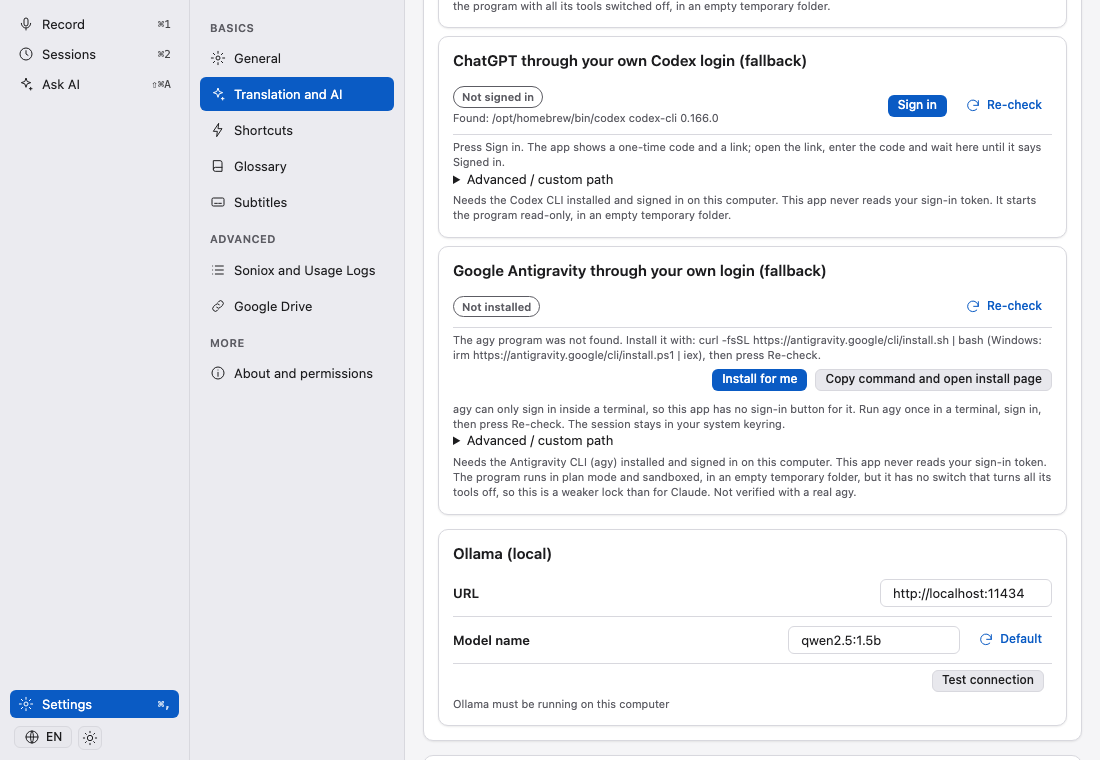 Record ⌘1
Sessions ⌘2
Ask AI ⇧⌘A
Settings ⌘,
EN
BASICS
General
Translation and AI
Shortcuts
Glossary
Subtitles
ADVANCED
Soniox and Usage Logs
Google Drive
MORE
About and permissions
the program with all its tools switched off, in an empty temporary folder.
ChatGPT through your own Codex login (fallback)
Not signed in
Sign in
Re-check
Found: /opt/homebrew/bin/codex codex-cli 0.166.0
Press Sign in. The app shows a one-time code and a link; open the link, enter the code and wait here until it says
Signed in.
Advanced / custom path
Needs the Codex CLI installed and signed in on this computer. This app never reads your sign-in token. It starts
the program read-only, in an empty temporary folder.
Google Antigravity through your own login (fallback)
Not installed
Re-check
The agy program was not found. Install it with: curl -fsSL https://antigravity.google/cli/install.sh | bash (Windows:
irm https://antigravity.google/cli/install.ps1 | iex), then press Re-check.
Install for me
Copy command and open install page
agy can only sign in inside a terminal, so this app has no sign-in button for it. Run agy once in a terminal, sign in,
then press Re-check. The session stays in your system keyring.
Advanced / custom path
Needs the Antigravity CLI (agy) installed and signed in on this computer. This app never reads your sign-in token.
The program runs in plan mode and sandboxed, in an empty temporary folder, but it has no switch that turns all its
tools off, so this is a weaker lock than for Claude. Not verified with a real agy.
Ollama (local)
URL
http://localhost:11434
Model name
qwen2.5:1.5b
Default
Test connection
Ollama must be running on this computer